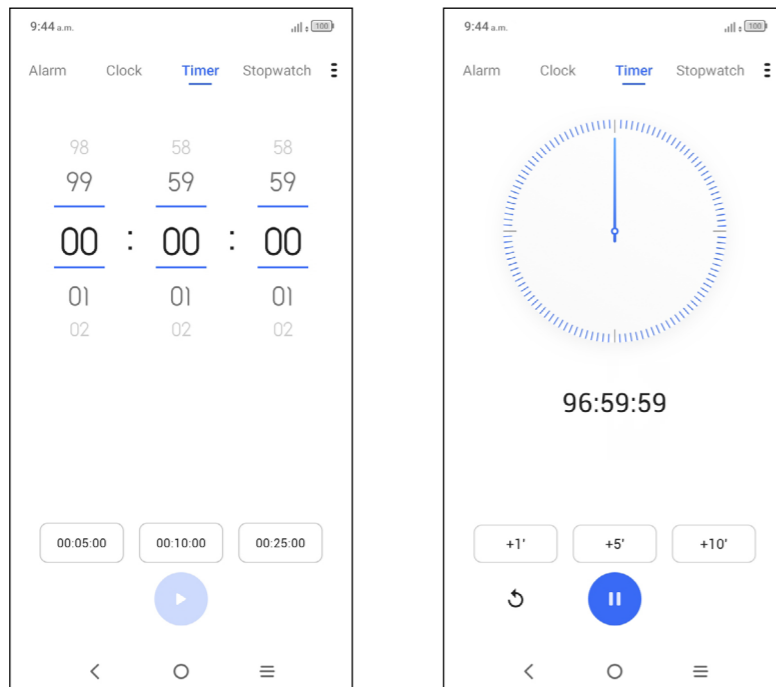 9:44 a.m. 100
Alarm Clock Timer Stopwatch
98 58 58
99 59 59
00 : 00 : 00
01 01 01
02 02 02
00:05:00 00:10:00 00:25:00
9:44 a.m. 100
Alarm Clock Timer Stopwatch
96:59:59
+1' +5' +10'